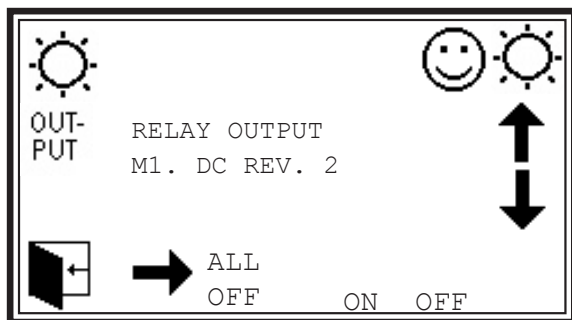 OUT-
PUT
RELAY OUTPUT
M1. DC REV. 2
ALL
OFF ON OFF